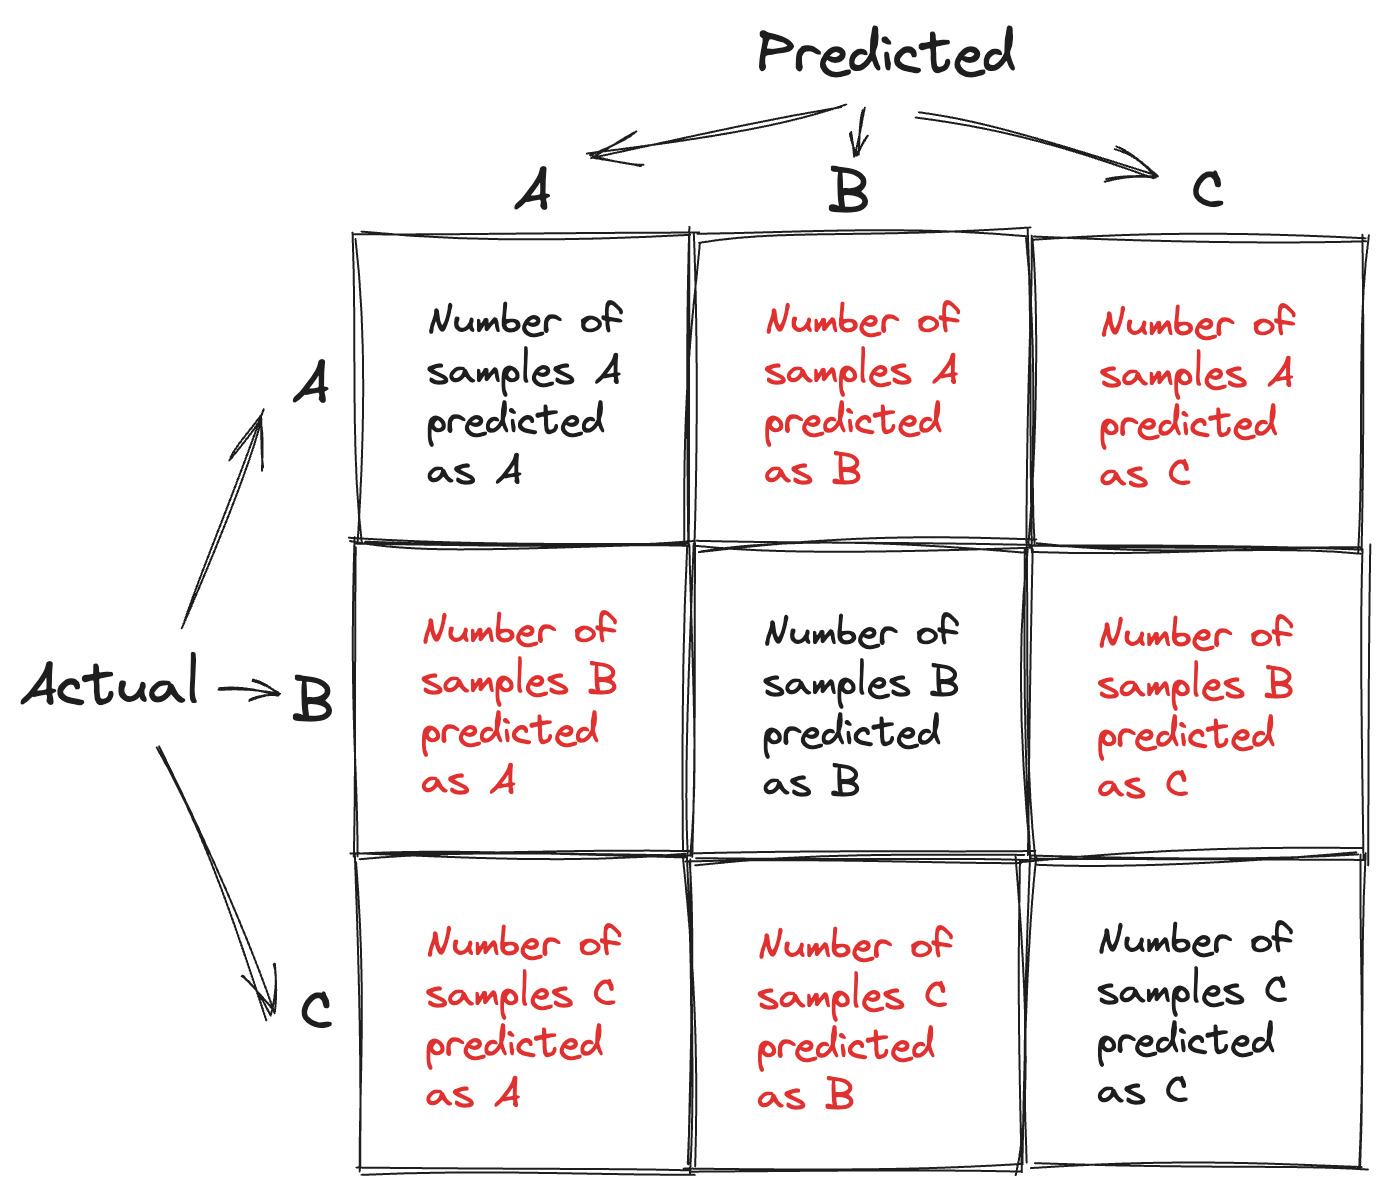 Predicted
A B C
A
Number of
samples A
predicted
as A
Number of
samples A
predicted
as B
Number of
samples A
predicted
as C
Actual
B
Number of
samples B
predicted
as A
Number of
samples B
predicted
as B
Number of
samples B
predicted
as C
C
Number of
samples C
predicted
as A
Number of
samples C
predicted
as B
Number of
samples C
predicted
as C